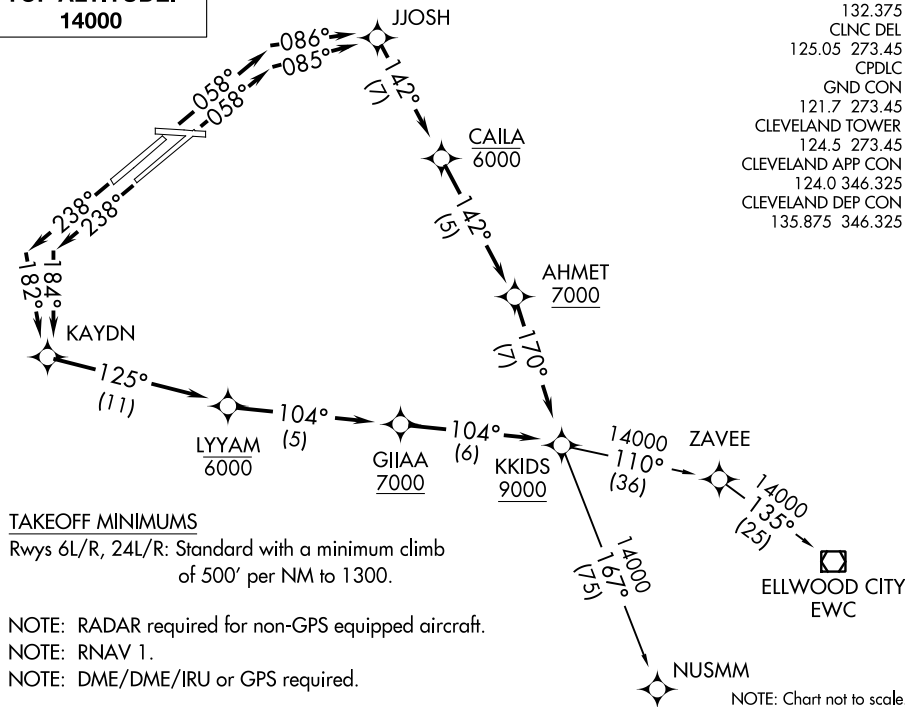 TOP ALTITUDE:
14000
132.375
CLNC DEL
125.05 273.45
CPDLC
GND CON
121.7 273.45
CLEVELAND TOWER
124.5 273.45
CLEVELAND APP CON
124.0 346.325
CLEVELAND DEP CON
135.875 346.325
JJOSH
086°
085°
058°
058°
142°
(7)
CAILA
6000
142°
(5)
AHMET
7000
170°
(7)
238°
238°
182°
184°
KAYDN
125°
(11)
LYYAM
6000
104°
(5)
GIIAA
7000
104°
(6)
KKIDS
9000
14000
110°
(36)
ZAVEE
14000
135°
(25)
ELLWOOD CITY
EWC
14000
167°
(75)
NUSMM
TAKEOFF MINIMUMS
Rwys 6L/R, 24L/R: Standard with a minimum climb
of 500' per NM to 1300.
NOTE: RADAR required for non-GPS equipped aircraft.
NOTE: RNAV 1.
NOTE: DME/DME/IRU or GPS required.
NOTE: Chart not to scale